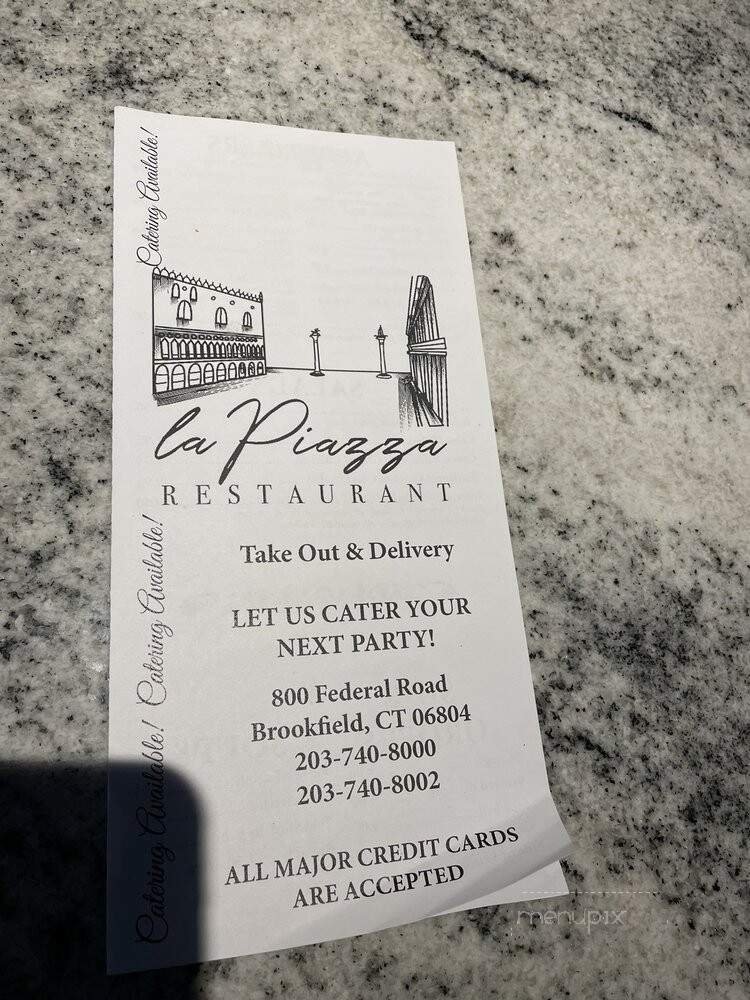 Catering Available!
la Piazza
RESTAURANT
Take Out & Delivery
LET US CATER YOUR
NEXT PARTY!
800 Federal Road
Brookfield, CT 06804
203-740-8000
203-740-8002
ALL MAJOR CREDIT CARDS
ARE ACCEPTED
Catering Available!
Catering Available!
menupix